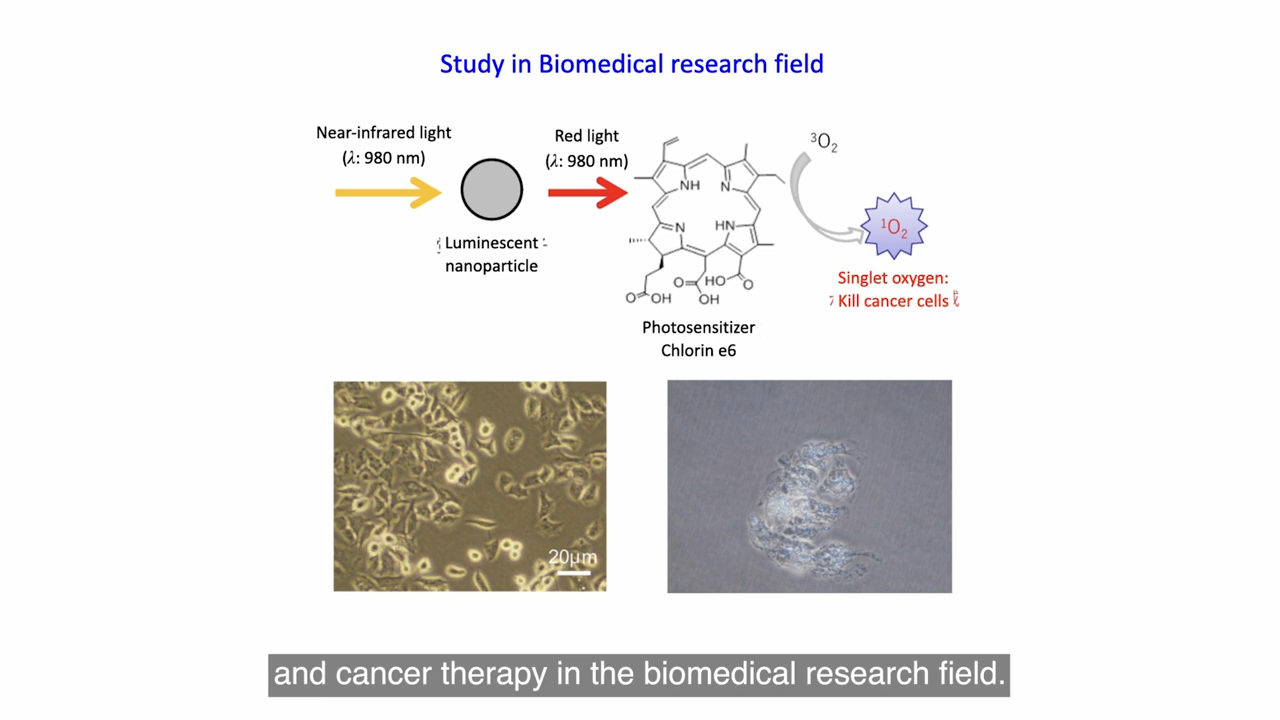 Study in Biomedical research field
Near-infrared light
(λ: 980 nm)
Red light
(λ: 980 nm)
Luminescent
nanoparticle
NH
N
N
HN
O
OH
O
OH
HO
O
³O₂
¹O₂
Singlet oxygen:
Kill cancer cells
Photosensitizer
Chlorin e6
20μm
and cancer therapy in the biomedical research field.